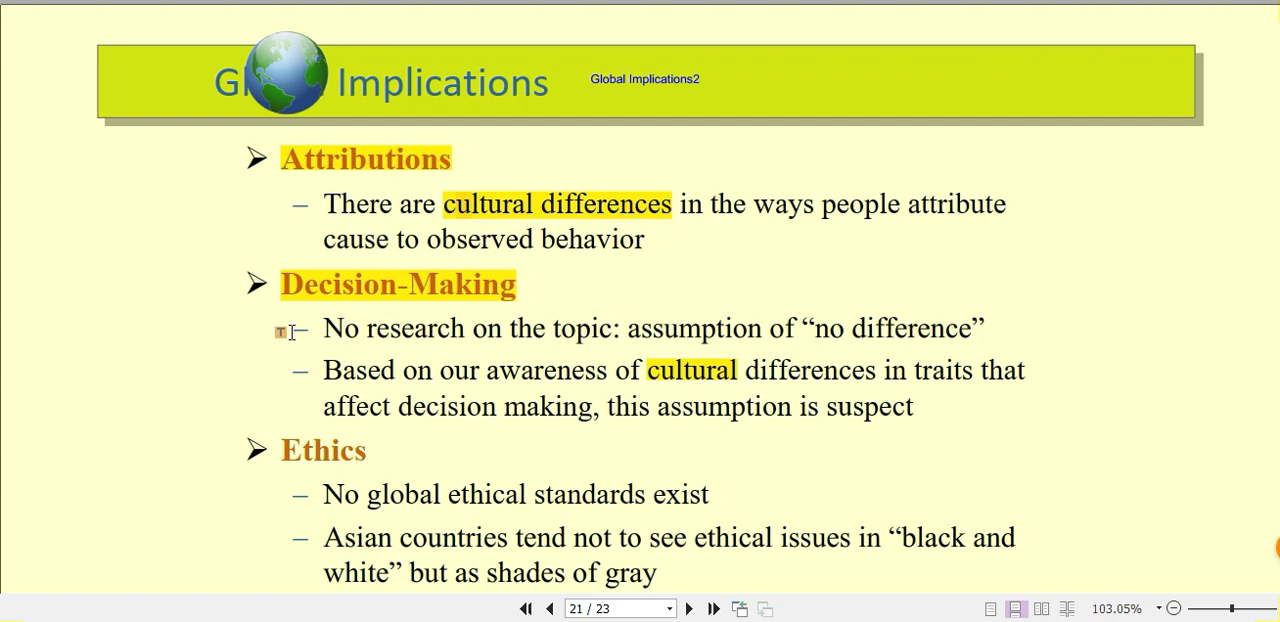 Gl Implications
Global Implications2
Attributions
– There are cultural differences in the ways people attribute
cause to observed behavior
Decision-Making
– No research on the topic: assumption of “no difference”
– Based on our awareness of cultural differences in traits that
affect decision making, this assumption is suspect
Ethics
– No global ethical standards exist
– Asian countries tend not to see ethical issues in “black and
white” but as shades of gray
21 / 23
103.05%